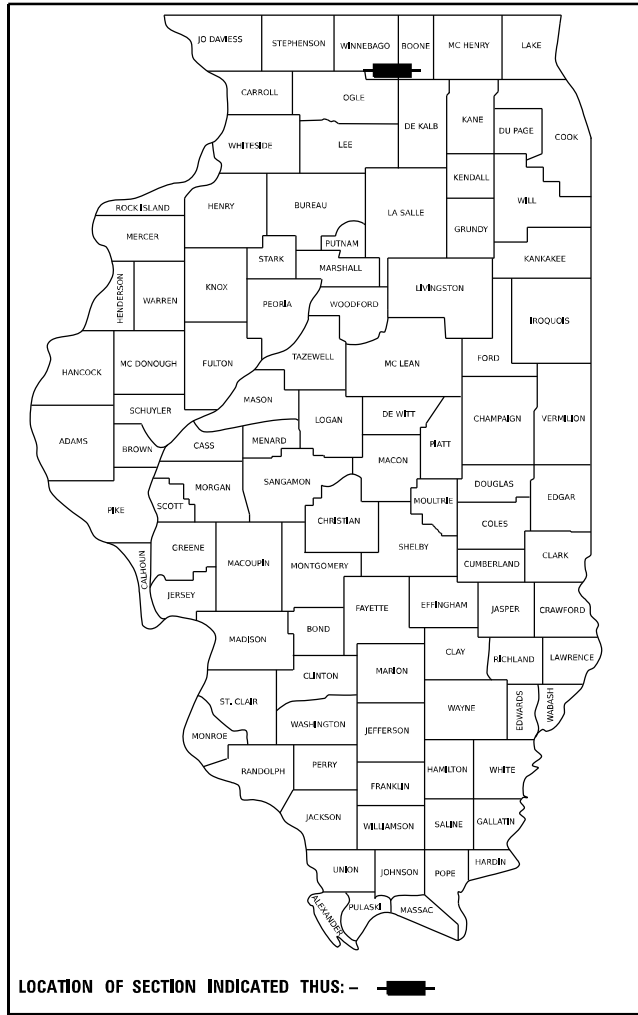 JO DAVIESS
STEPHENSON
WINNEBAGO
BOONE
MC HENRY
LAKE
CARROLL
OGLE
DE KALB
KANE
DU PAGE
COOK
WHITESIDE
LEE
KENDALL
WILL
ROCK ISLAND
HENRY
BUREAU
LA SALLE
GRUNDY
MERCER
PUTNAM
STARK
MARSHALL
KANKAKEE
HENDERSON
WARREN
KNOX
PEORIA
WOODFORD
LIVINGSTON
IROQUOIS
HANCOCK
MC DONOUGH
FULTON
TAZEWELL
MC LEAN
FORD
MASON
SCHUYLER
LOGAN
DE WITT
CHAMPAIGN
VERMILION
ADAMS
BROWN
CASS
MENARD
MACON
PIATT
PIKE
SCOTT
MORGAN
SANGAMON
MOULTRIE
DOUGLAS
EDGAR
CHRISTIAN
COLES
CALHOUN
GREENE
MACOUPIN
MONTGOMERY
SHELBY
CUMBERLAND
CLARK
JERSEY
FAYETTE
EFFINGHAM
JASPER
CRAWFORD
MADISON
BOND
CLAY
RICHLAND
LAWRENCE
CLINTON
MARION
ST. CLAIR
WAYNE
EDWARDS
WABASH
WASHINGTON
JEFFERSON
MONROE
RANDOLPH
PERRY
HAMILTON
WHITE
FRANKLIN
JACKSON
WILLIAMSON
SALINE
GALLATIN
UNION
JOHNSON
POPE
HARDIN
ALEXANDER
PULASKI
MASSAC
LOCATION OF SECTION INDICATED THUS: -